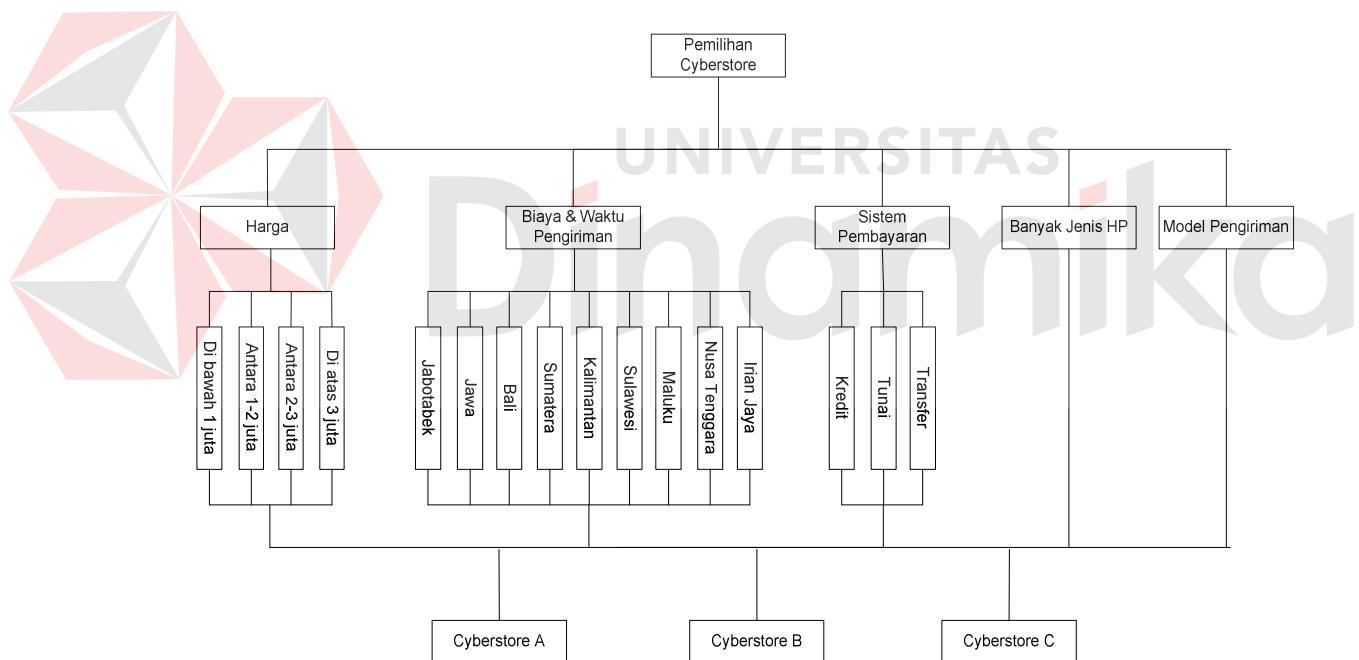 Pemilihan
Cyberstore
UNIVERSITAS
Dinamika
Harga
Biaya & Waktu
Pengiriman
Sistem
Pembayaran
Banyak Jenis HP
Model Pengiriman
Di bawah 1 juta
Antara 1-2 juta
Antara 2-3 juta
Di atas 3 juta
Jabotabek
Jawa
Bali
Sumatera
Kalimantan
Sulawesi
Maluku
Nusa Tenggara
Irian Jaya
Kredit
Tunai
Transfer
Cyberstore A
Cyberstore B
Cyberstore C